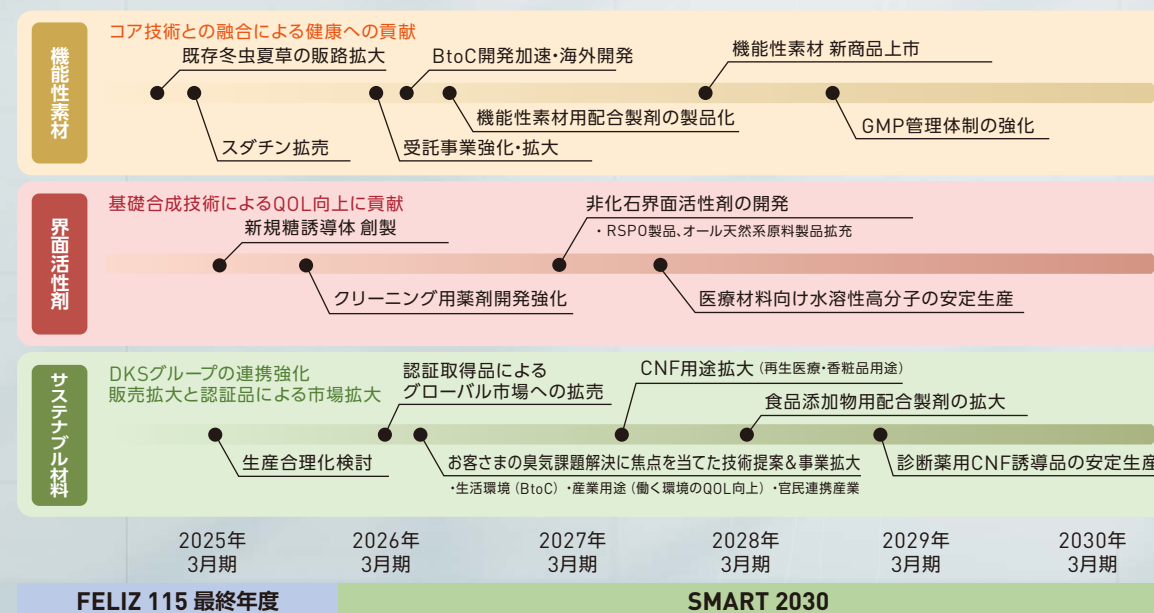 機能性素材
コア技術との融合による健康への貢献
既存冬虫夏草の販路拡大
BtoC開発加速・海外開発
機能性素材 新商品上市
スダチン拡売
受託事業強化・拡大
機能性素材用配合製剤の製品化
GMP管理体制の強化
界面活性剤
基礎合成技術によるQOL向上に貢献
新規糖誘導体 創製
非化石界面活性剤の開発
・RSPO製品、オール天然系原料製品拡充
クリーニング用薬剤開発強化
医療材料向け水溶性高分子の安定生産
サステナブル材料
DKSグループの連携強化
販売拡大と認証品による市場拡大
認証取得品による
グローバル市場への拡売
CNF用途拡大（再生医療・香粧品用途）
食品添加物用配合製剤の拡大
生産合理化検討
お客さまの臭気課題解決に焦点を当てた技術提案&事業拡大
・生活環境（BtoC）・産業用途（働く環境のQOL向上）・官民連携産業
診断薬用CNF誘導品の安定生産
2025年
3月期
2026年
3月期
2027年
3月期
2028年
3月期
2029年
3月期
2030年
3月期
FELIZ 115 最終年度
SMART 2030